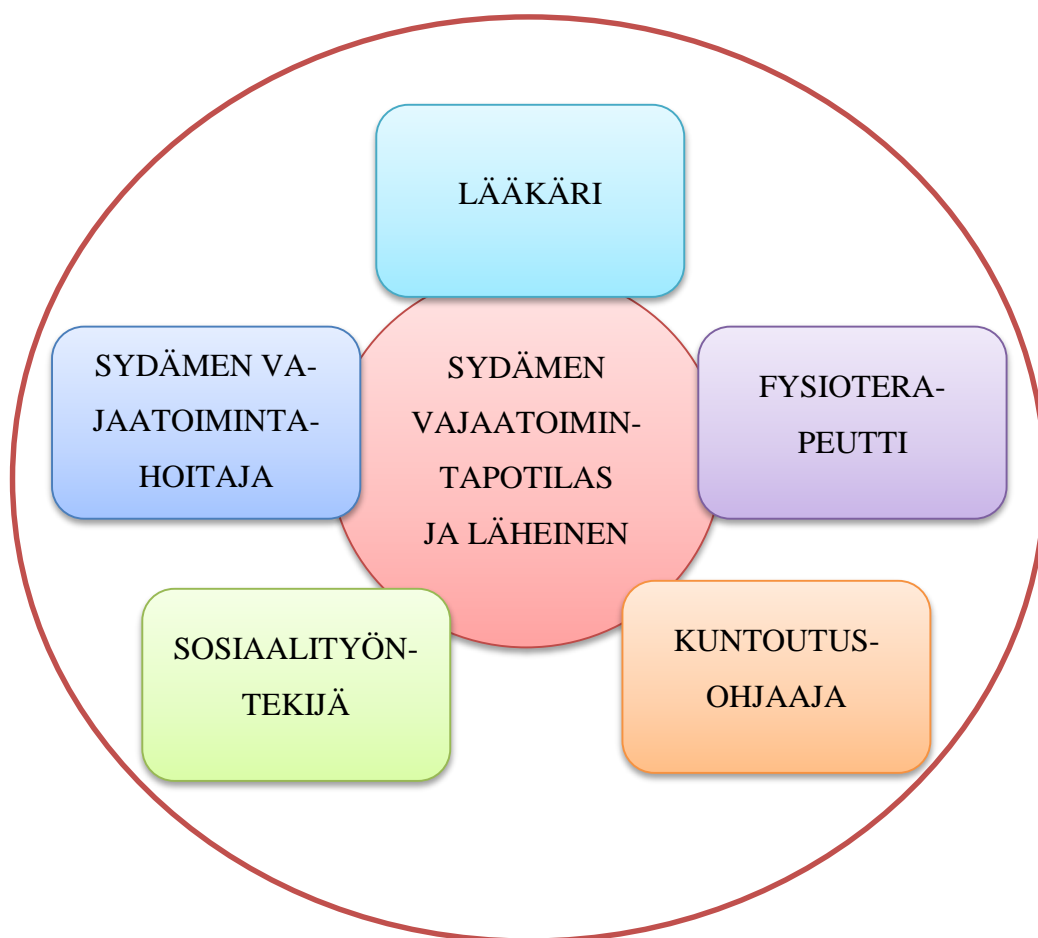 LÄÄKÄRI
SYDÄMEN VA-
JAATOIMINTA-
HOITAJA
SYDÄMEN
VAJAATOIMIN-
TAPOTILAS
JA LÄHEINEN
FYSIOTERA-
PEUTTI
SOSIAALITYÖN-
TEKIJÄ
KUNTOUTUS-
OHJAAJA